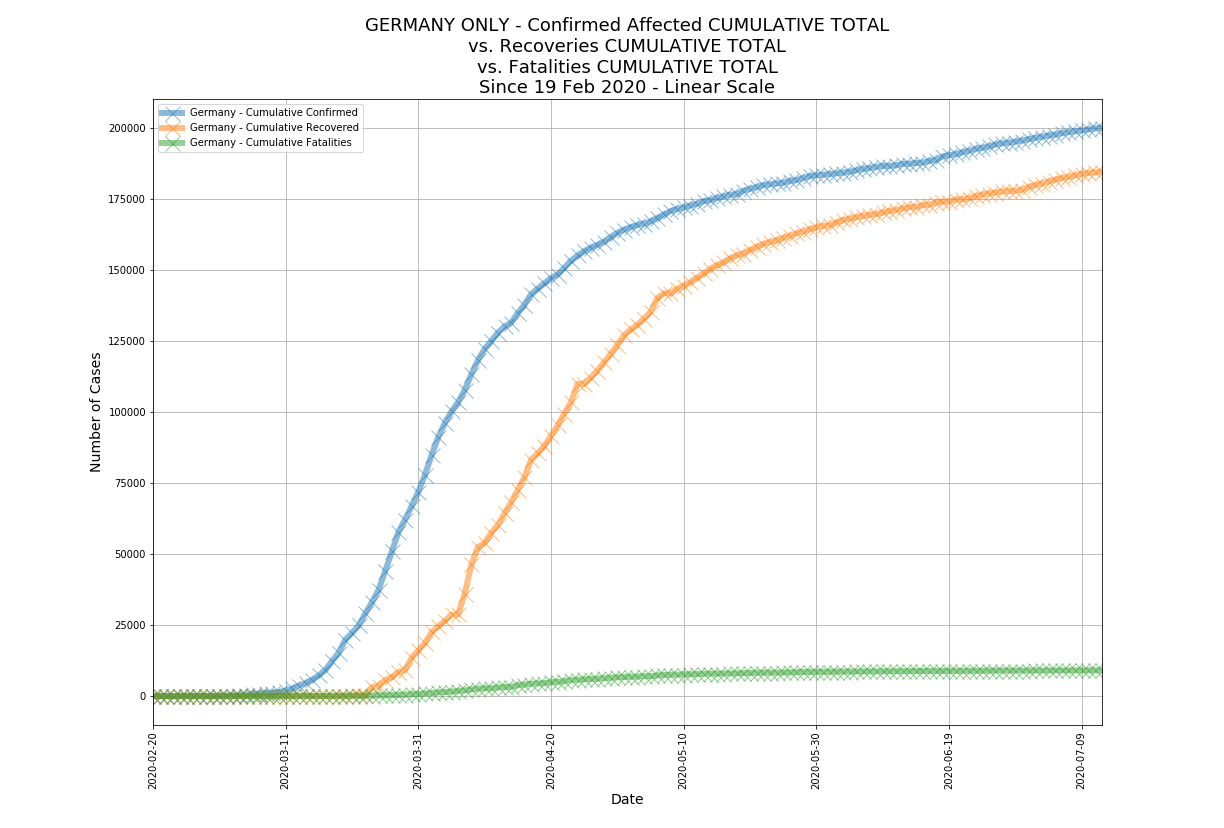 GERMANY ONLY - Confirmed Affected CUMULATIVE TOTAL
vs. Recoveries CUMULATIVE TOTAL
vs. Fatalities CUMULATIVE TOTAL
Since 19 Feb 2020 - Linear Scale
Germany - Cumulative Confirmed
Germany - Cumulative Recovered
Germany - Cumulative Fatalities
Number of Cases
200000
175000
150000
125000
100000
75000
50000
25000
0
2020-02-20
2020-03-11
2020-03-31
2020-04-20
2020-05-10
2020-05-30
2020-06-19
2020-07-09
Date